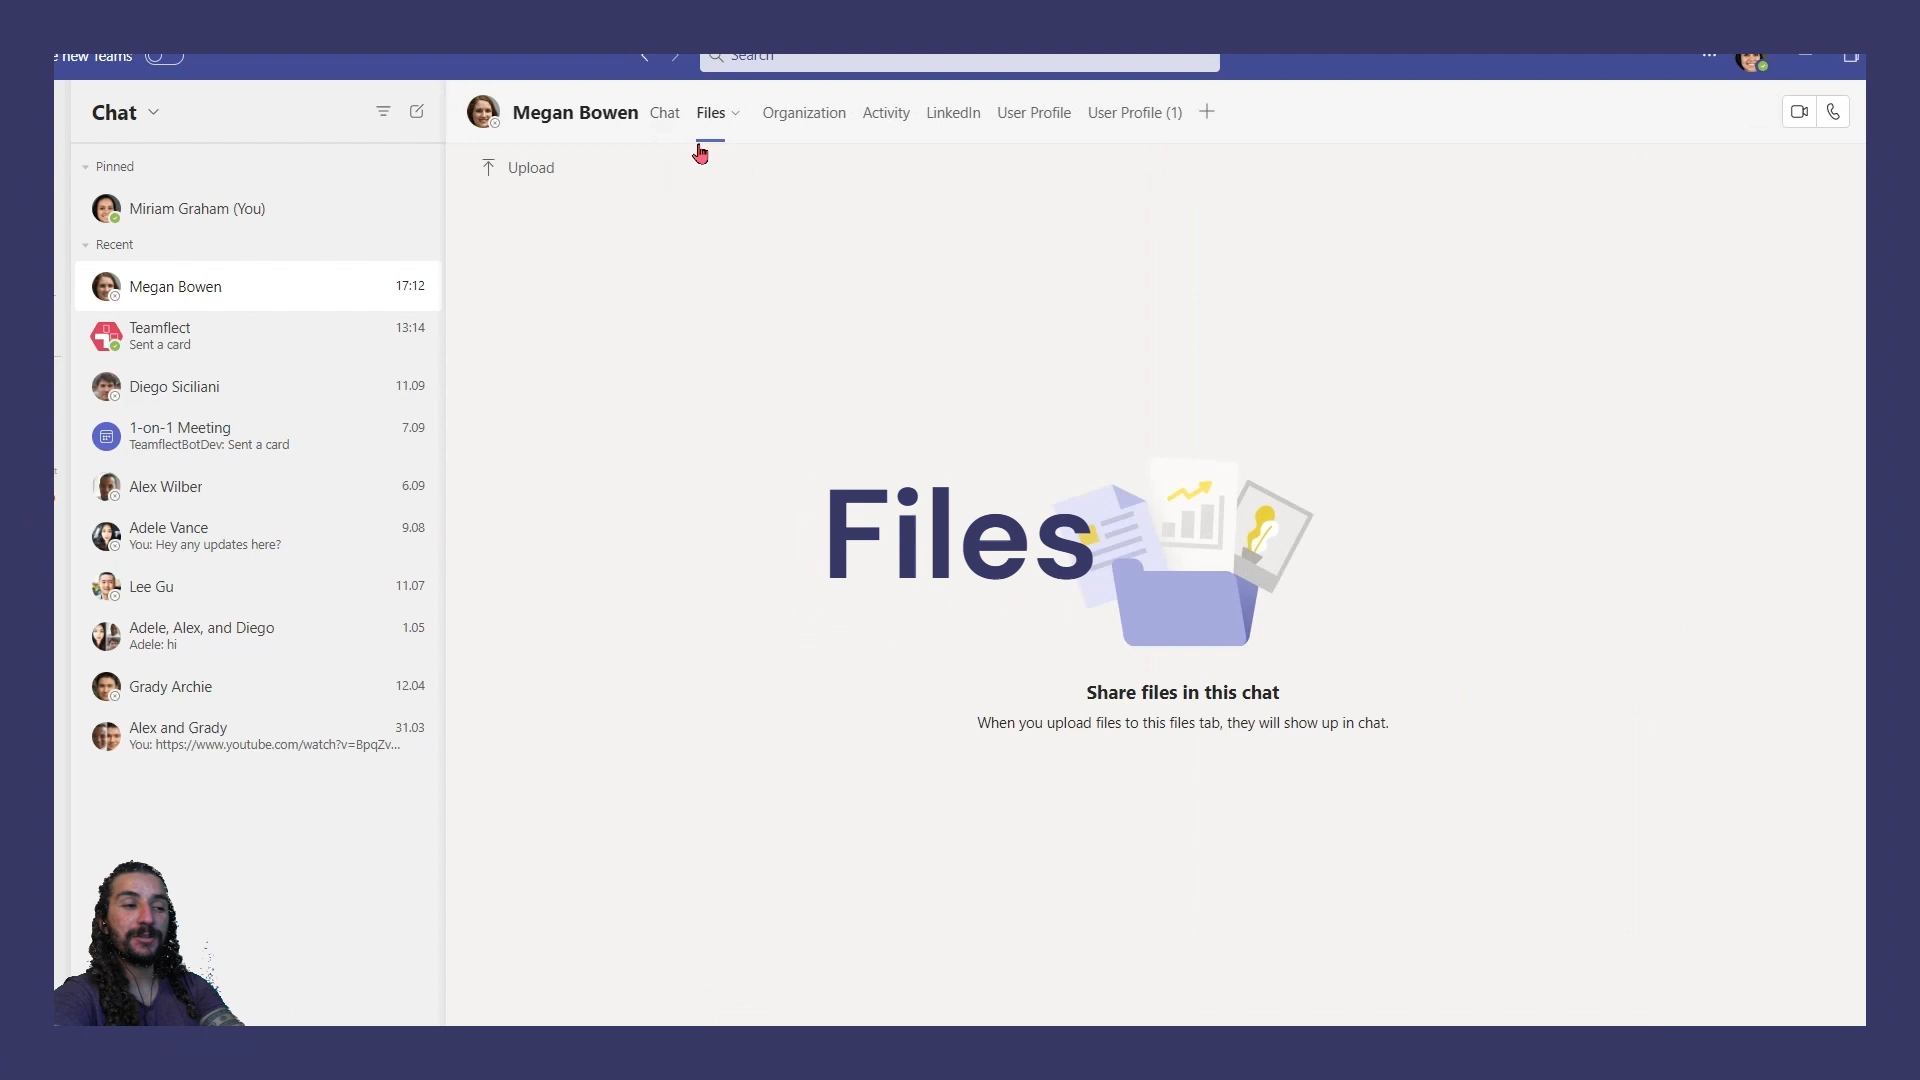 e new Teams
Search
Chat
Megan Bowen
Chat
Files
Organization
Activity
LinkedIn
User Profile
User Profile (1)
Upload
Pinned
Miriam Graham (You)
Recent
Megan Bowen
17:12
Teamflect
13:14
Sent a card
Diego Siciliani
11.09
1-on-1 Meeting
7.09
TeamflectBotDev: Sent a card
Alex Wilber
6.09
Adele Vance
9.08
You: Hey any updates here?
Lee Gu
11.07
Adele, Alex, and Diego
1.05
Adele: hi
Grady Archie
12.04
Alex and Grady
31.03
You: https://www.youtube.com/watch?v=BpqZv...
Files
Share files in this chat
When you upload files to this files tab, they will show up in chat.